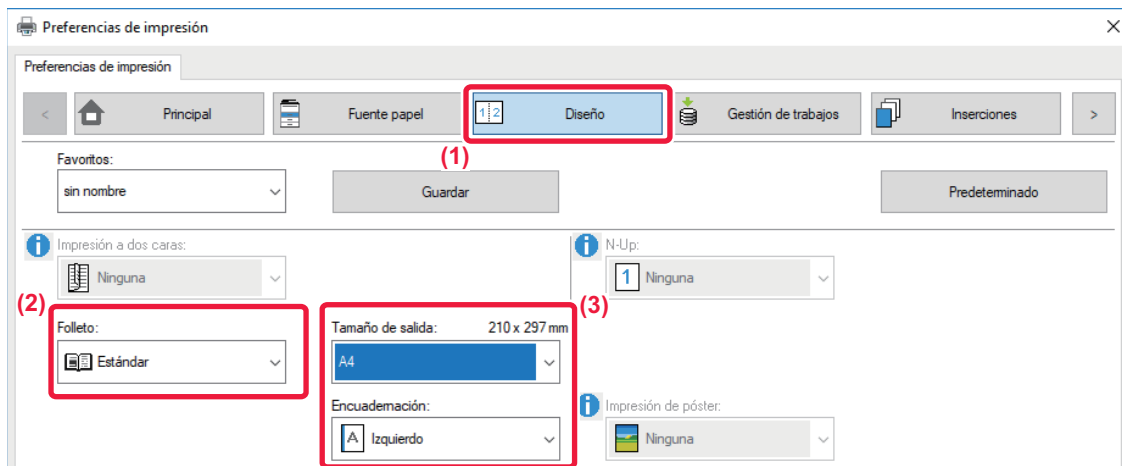 Preferencias de impresión
Preferencias de impresión
< Principal Fuente papel 1 2 Diseño Gestión de trabajos Inserciones >
(1)
Favoritos:
sin nombre Guardar Predeterminado
Impresión a dos caras: N-Up:
Ninguna 1 Ninguna
(2) (3)
Folleto: Tamaño de salida: 210 x 297 mm
Estándar A4
Encuadernación: Impresión de póster:
A Izquierdo Ninguna